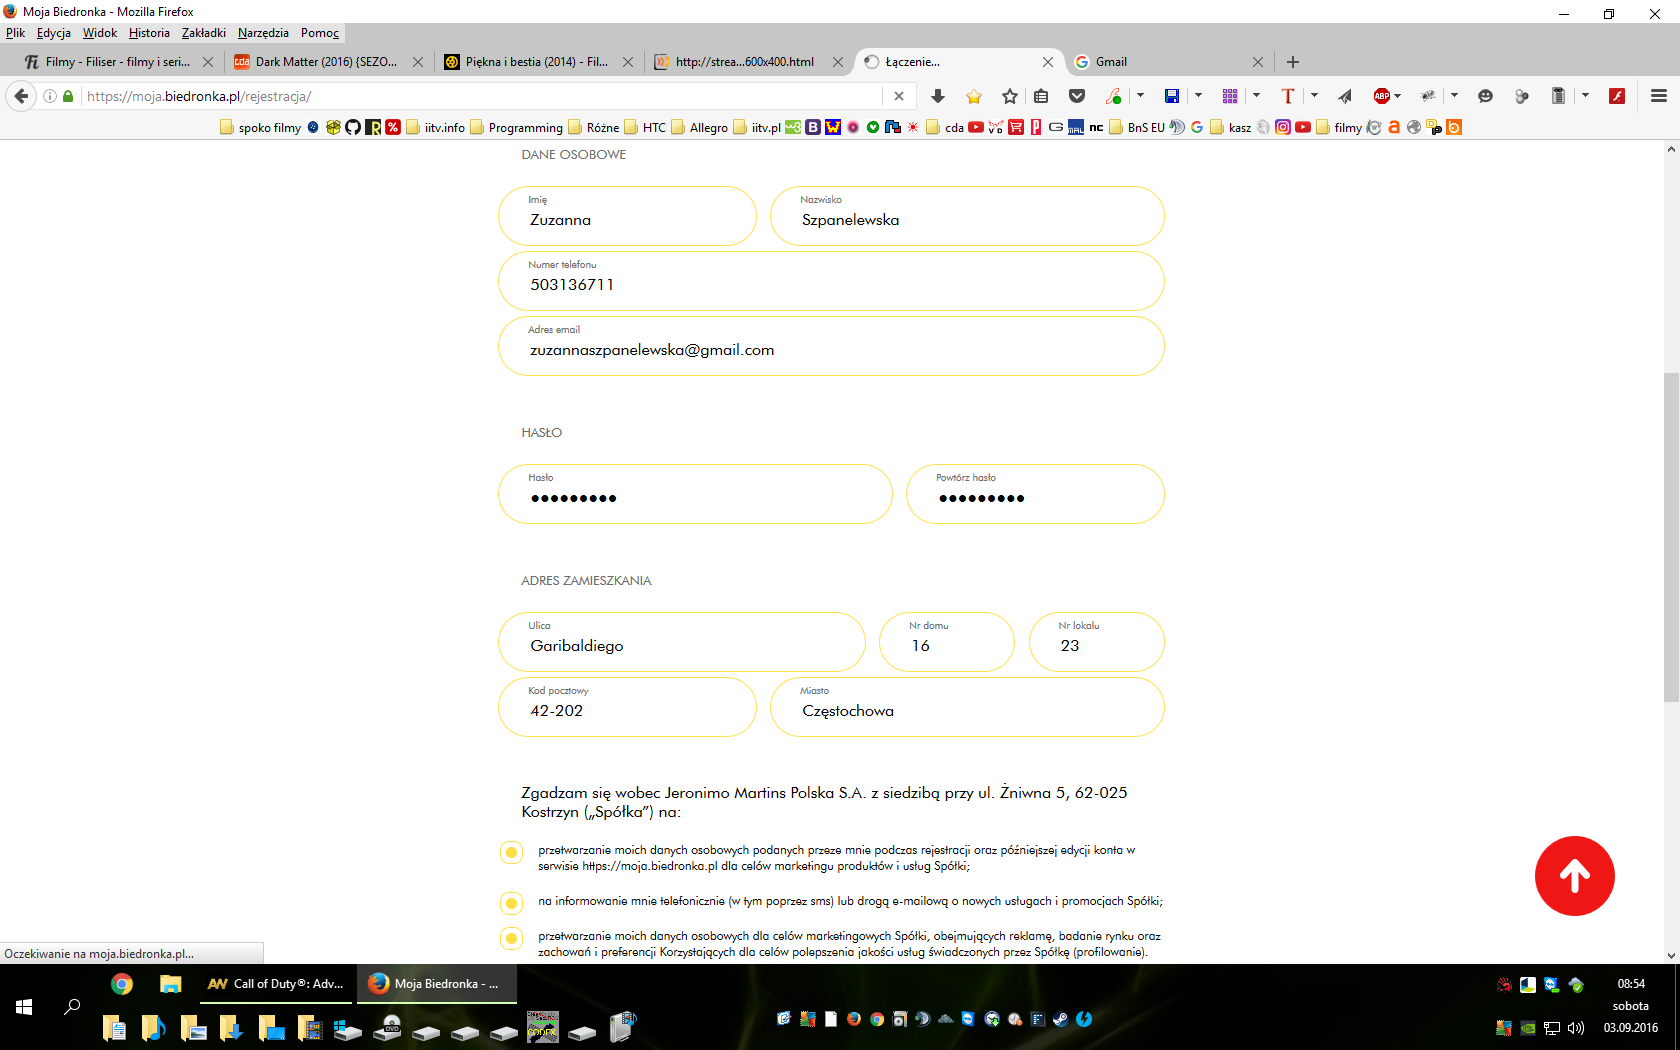 Moja Biedronka - Mozilla Firefox
Plik Edycja Widok Historia Zakładki Narzędzia Pomoc
Filmy - Filiser - filmy i seri...
Dark Matter (2016) {SEZO...
Piękna i bestia (2014) - Fil...
http://strea...600x400.html
Łączenie...
Gmail
https://moja.biedronka.pl/rejestracja/
spoko filmy iitv.info Programming Różne HTC Allegro iitv.pl cda BnS EU kasz filmy
DANE OSOBOWE
Imię
Zuzanna
Nazwisko
Szpanelewska
Numer telefonu
503136711
Adres email
zuzannaszpanelewska@gmail.com
HASŁO
Hasło
●●●●●●●●●
Powtórz hasło
●●●●●●●●●
ADRES ZAMIESZKANIA
Ulica
Garibaldiego
Nr domu
16
Nr lokalu
23
Kod pocztowy
42-202
Miasto
Częstochowa
Zgadzam się wobec Jeronimo Martins Polska S.A. z siedzibą przy ul. Żniwna 5, 62-025
Kostrzyn („Spółka”) na:
przetwarzanie moich danych osobowych podanych przeze mnie podczas rejestracji oraz późniejszej edycji konta w
serwisie https://moja.biedronka.pl dla celów marketingu produktów i usług Spółki;
na informowanie mnie telefonicznie (w tym poprzez sms) lub drogą e-mailową o nowych usługach i promocjach Spółki;
przetwarzanie moich danych osobowych dla celów marketingowych Spółki, obejmujących reklamę, badanie rynku oraz
zachowań i preferencji Korzystających dla celów polepszenia jakości usług świadczonych przez Spółkę (profilowanie).
Oczekiwanie na moja.biedronka.pl...
Call of Duty®: Adv...
Moja Biedronka - ...
08:54
sobota
03.09.2016